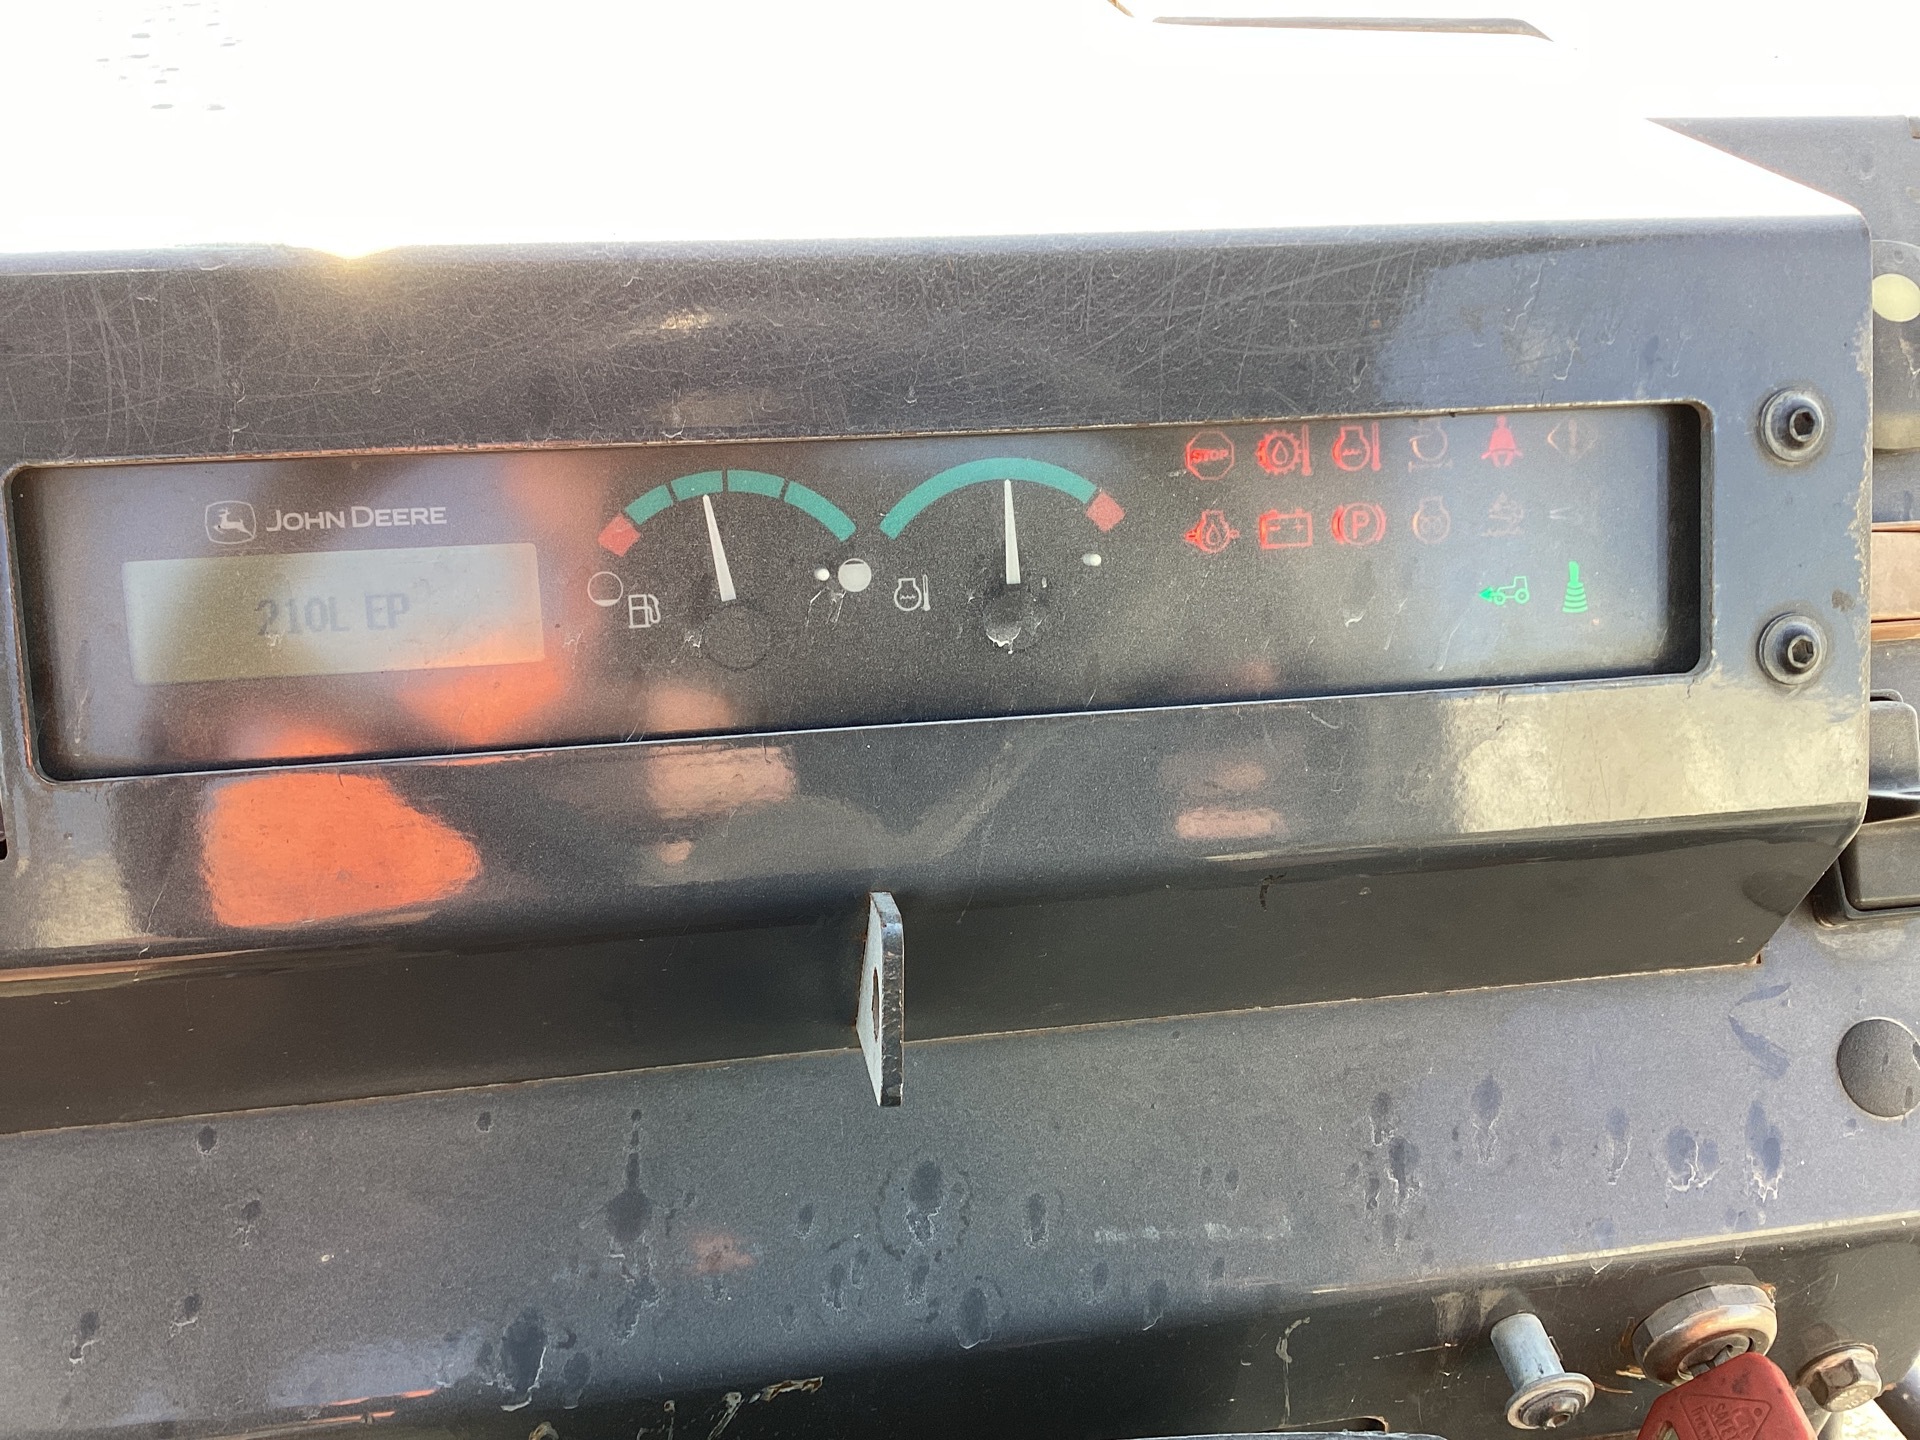 JOHN DEERE
210L EP
STOP
P